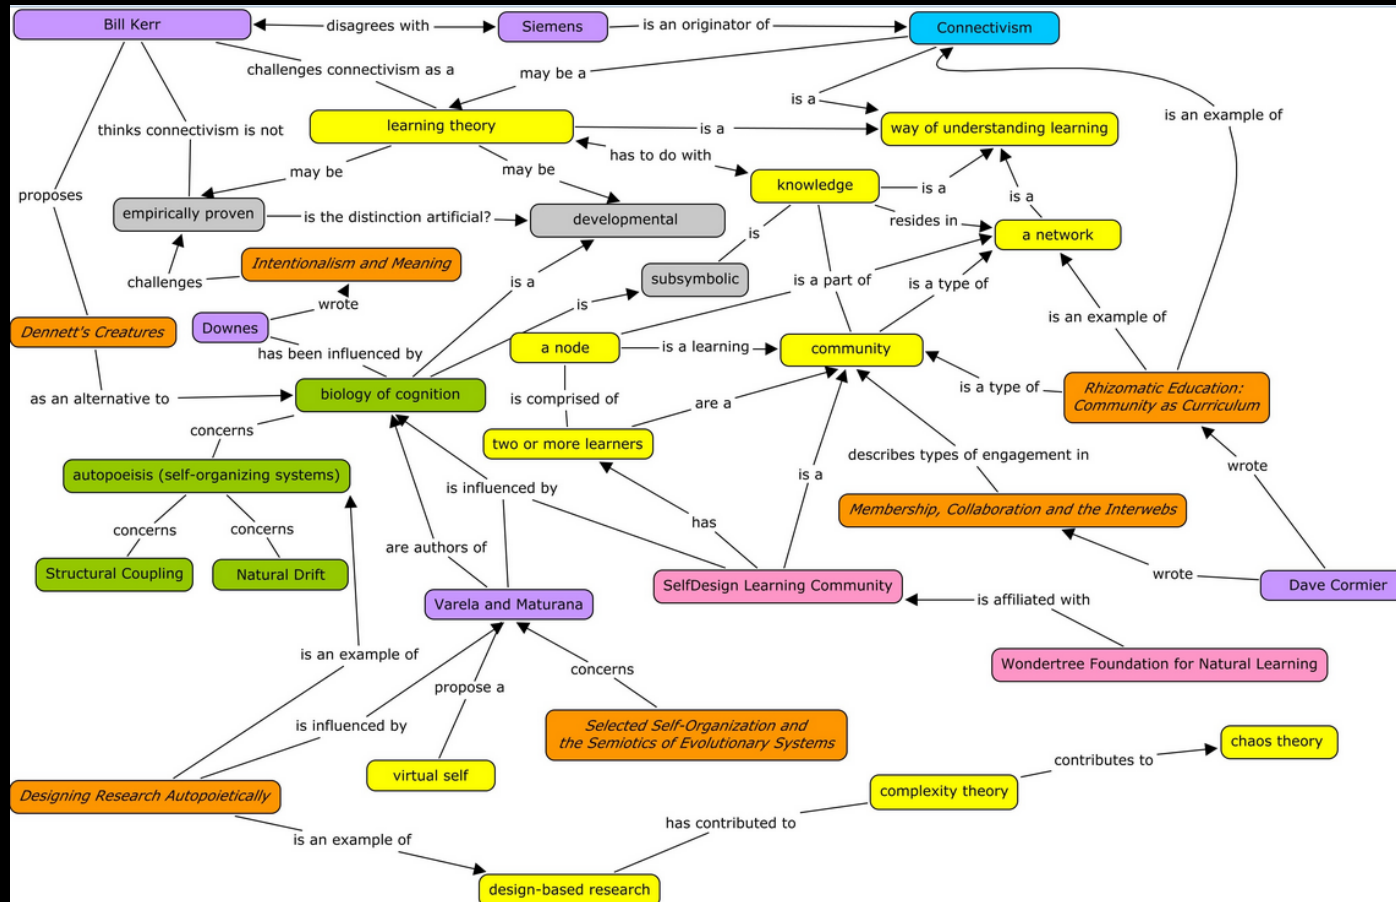 Bill Kerr
disagrees with
Siemens
is an originator of
Connectivism
challenges connectivism as a
may be a
is a
is an example of
thinks connectivism is not
learning theory
is a
way of understanding learning
has to do with
may be
may be
knowledge
is a
is a
proposes
empirically proven
is the distinction artificial?
developmental
resides in
a network
is
Intentionalism and Meaning
challenges
subsymbolic
is a part of
is a
is a type of
wrote
is
Dennett's Creatures
Downes
is an example of
has been influenced by
a node
is a learning
community
as an alternative to
biology of cognition
is comprised of
are a
is a type of
Rhizomatic Education:
Community as Curriculum
concerns
two or more learners
describes types of engagement in
wrote
autopoeisis (self-organizing systems)
is influenced by
is a
Membership, Collaboration and the Interwebs
concerns
concerns
has
are authors of
Structural Coupling
Natural Drift
SelfDesign Learning Community
wrote
Dave Cormier
Varela and Maturana
is affiliated with
is an example of
concerns
Wondertree Foundation for Natural Learning
propose a
is influenced by
Selected Self-Organization and
the Semiotics of Evolutionary Systems
chaos theory
virtual self
contributes to
Designing Research Autopoietically
complexity theory
is an example of
has contributed to
design-based research